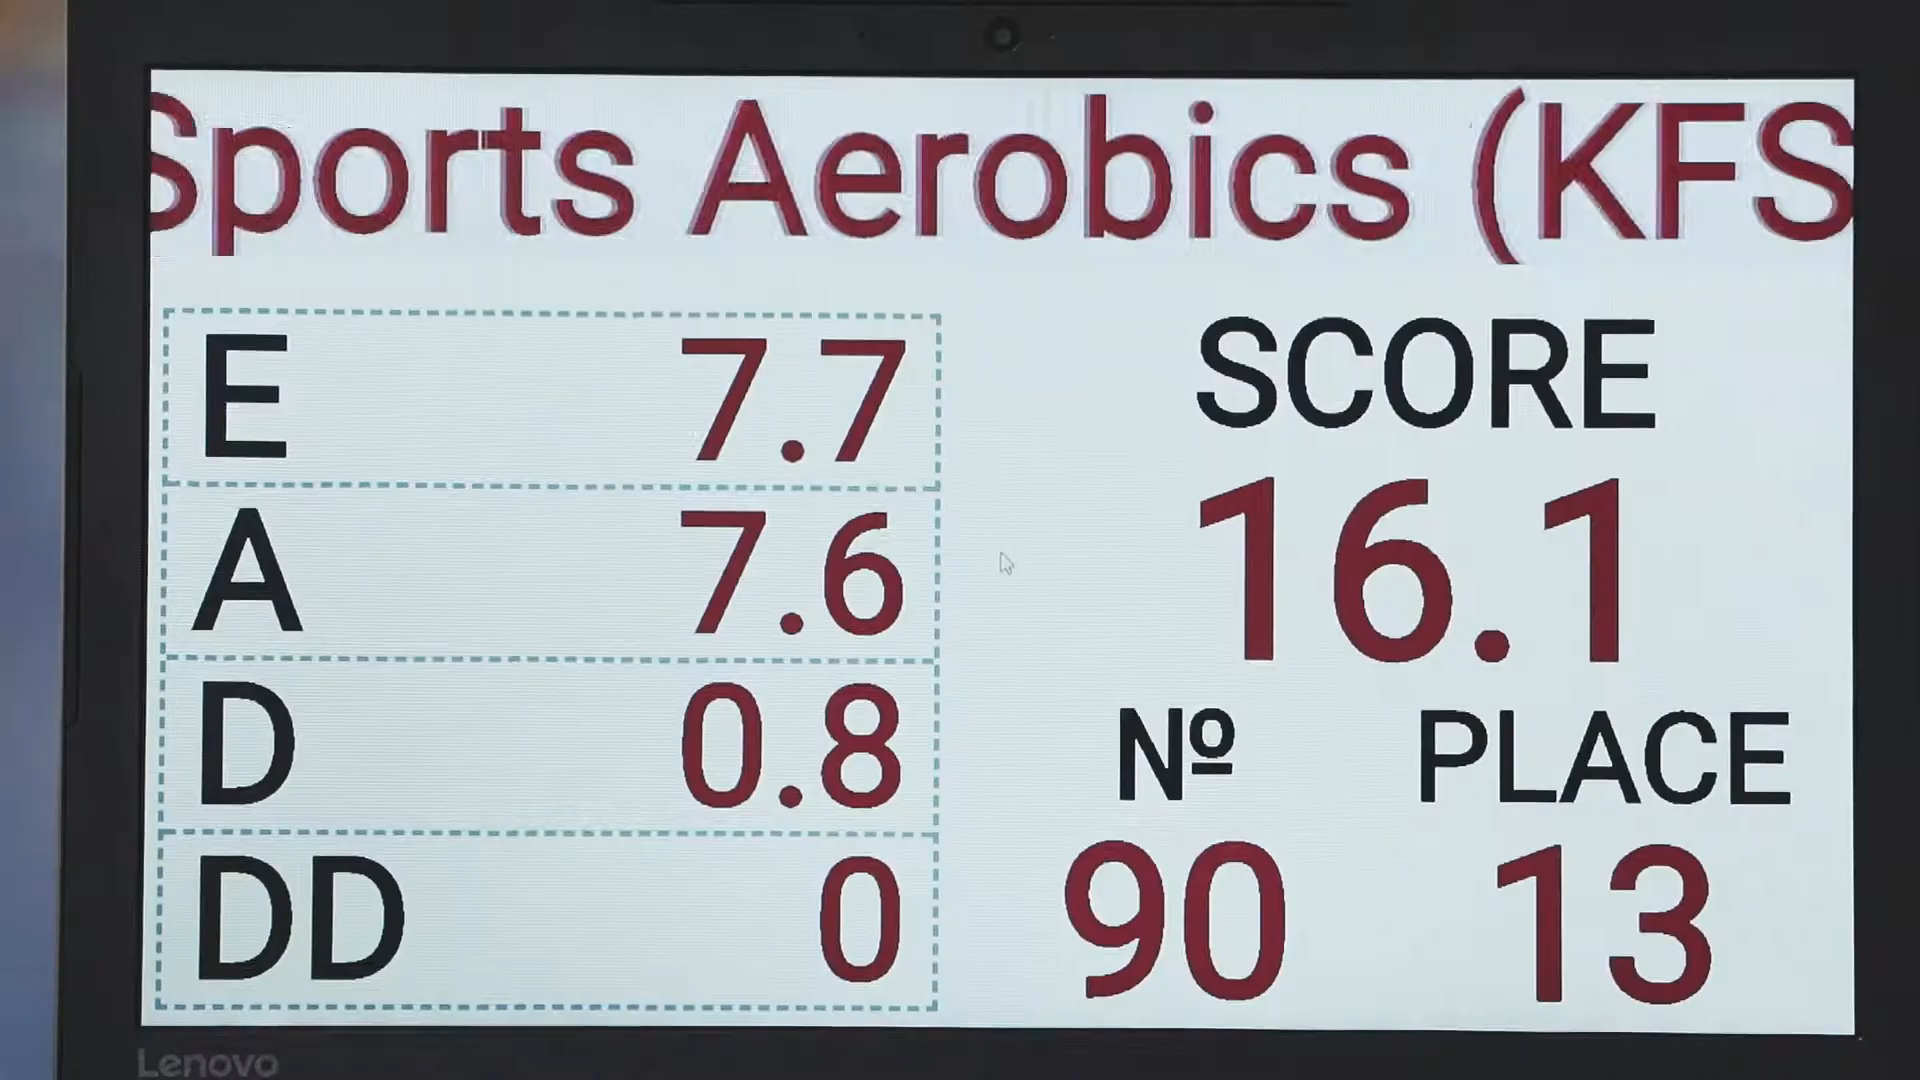 Sports Aerobics (KFS
E 7.7
A 7.6
D 0.8
DD 0
SCORE
16.1
Nº PLACE
90 13
Lenovo